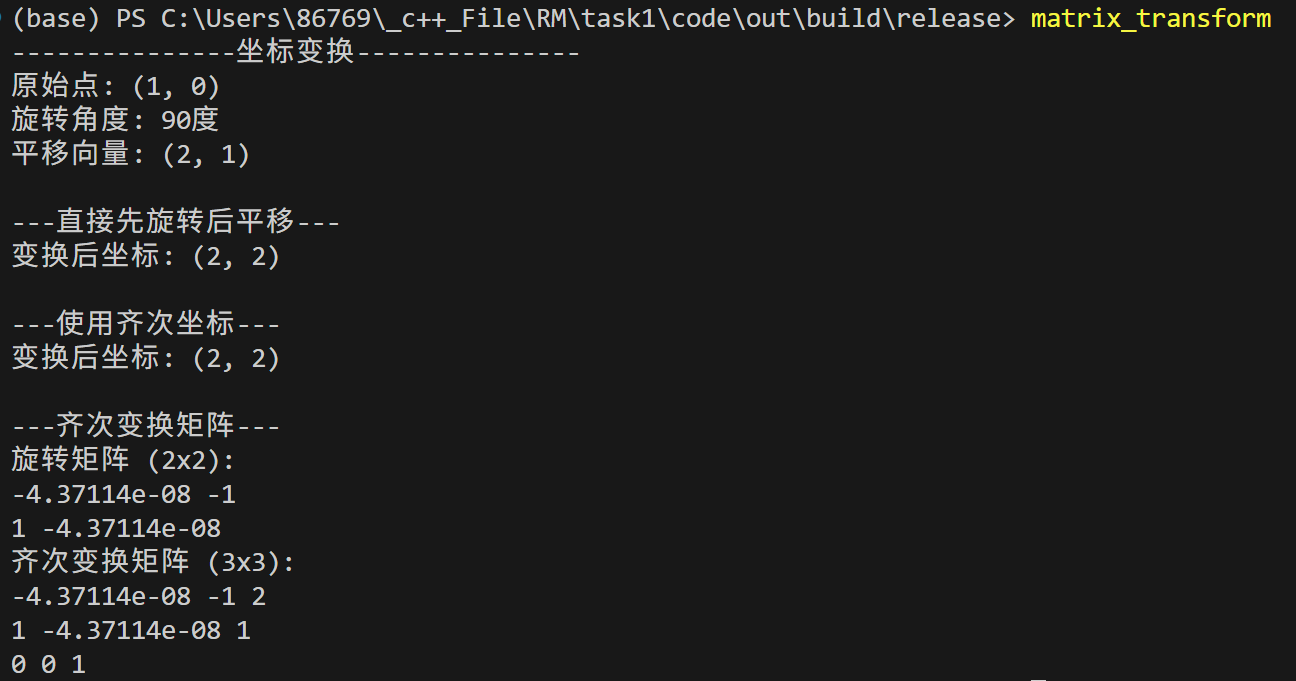 (base) PS C:\Users\86769\_c++_File\RM\task1\code\out\build\release> matrix_transform
---------------坐标变换---------------
原始点: (1, 0)
旋转角度: 90度
平移向量: (2, 1)
---直接先旋转后平移---
变换后坐标: (2, 2)
---使用齐次坐标---
变换后坐标: (2, 2)
---齐次变换矩阵---
旋转矩阵 (2x2):
-4.37114e-08 -1
1 -4.37114e-08
齐次变换矩阵 (3x3):
-4.37114e-08 -1 2
1 -4.37114e-08 1
0 0 1